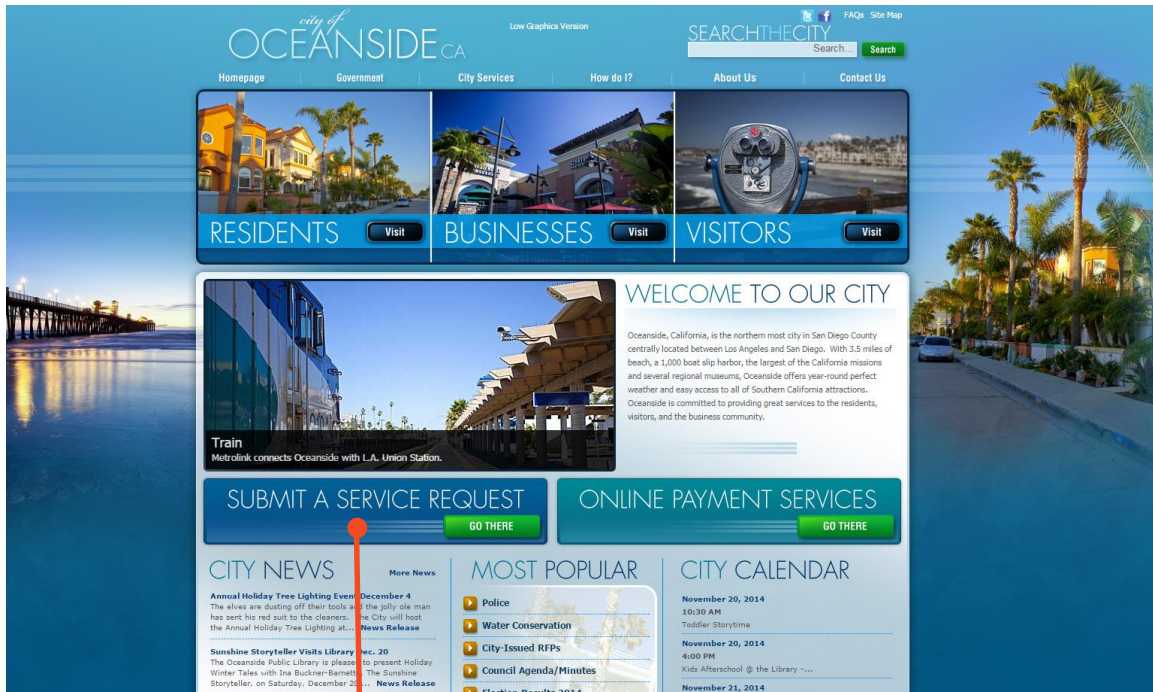 city of
OCEANSIDE CA
Low Graphics Version
FAQs Site Map
SEARCHTHECITY
Search... Search
Homepage Government City Services How do I? About Us Contact Us
RESIDENTS Visit
BUSINESSES Visit
VISITORS Visit
WELCOME TO OUR CITY
Oceanside, California, is the northern most city in San Diego County
centrally located between Los Angeles and San Diego. With 3.5 miles of
beach, a 1,000 boat slip harbor, the largest of the California missions
and several regional museums, Oceanside offers year-round perfect
weather and easy access to all of Southern California attractions.
Oceanside is committed to providing great services to the residents,
visitors, and the business community.
Train
Metrolink connects Oceanside with L.A. Union Station.
SUBMIT A SERVICE REQUEST
GO THERE
ONLINE PAYMENT SERVICES
GO THERE
CITY NEWS More News
Annual Holiday Tree Lighting Event December 4
The elves are dusting off their tools and the jolly ole man
has sent his red suit to the cleaners. The City will host
the Annual Holiday Tree Lighting at... News Release
Sunshine Storyteller Visits Library Dec. 20
The Oceanside Public Library is pleased to present Holiday
Winter Tales with Ina Buckner-Barnette. The Sunshine
Storyteller, on Saturday, December 20... News Release
MOST POPULAR
Police
Water Conservation
City-Issued RFPs
Council Agenda/Minutes
Election Results 2014
CITY CALENDAR
November 20, 2014
10:30 AM
Toddler Storytime
November 20, 2014
4:00 PM
Kids Afterschool @ the Library -...
November 21, 2014